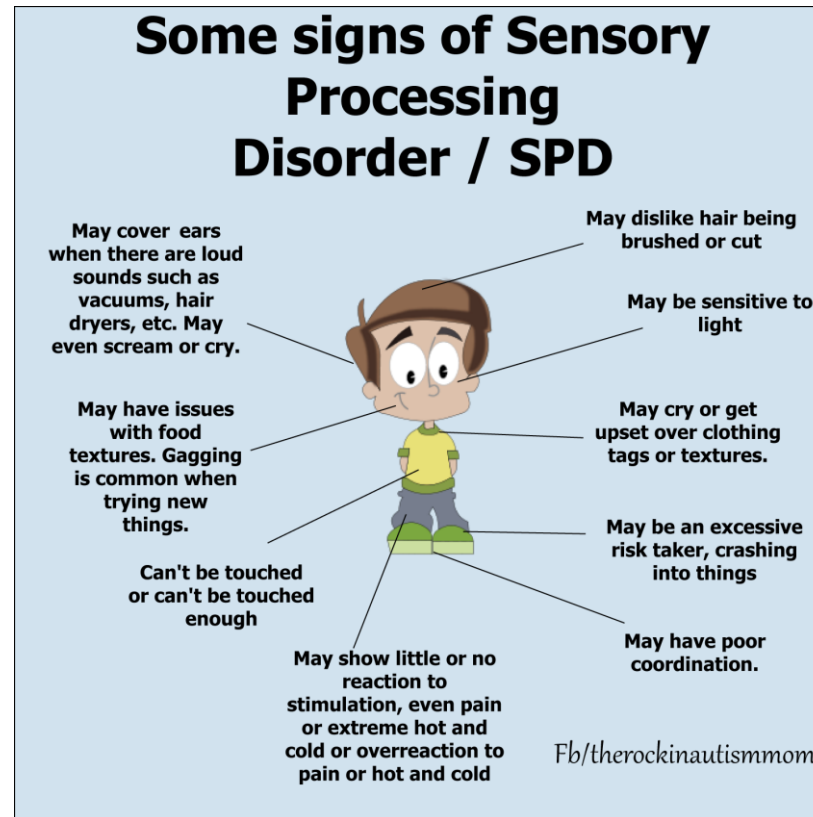 Some signs of Sensory
Processing
Disorder / SPD
May cover ears
when there are loud
sounds such as
vacuums, hair
dryers, etc. May
even scream or cry.
May have issues
with food
textures. Gagging
is common when
trying new
things.
Can't be touched
or can't be touched
enough
May show little or no
reaction to
stimulation, even pain
or extreme hot and
cold or overreaction to
pain or hot and cold
May dislike hair being
brushed or cut
May be sensitive to
light
May cry or get
upset over clothing
tags or textures.
May be an excessive
risk taker, crashing
into things
May have poor
coordination.
Fb/therockinautismmom